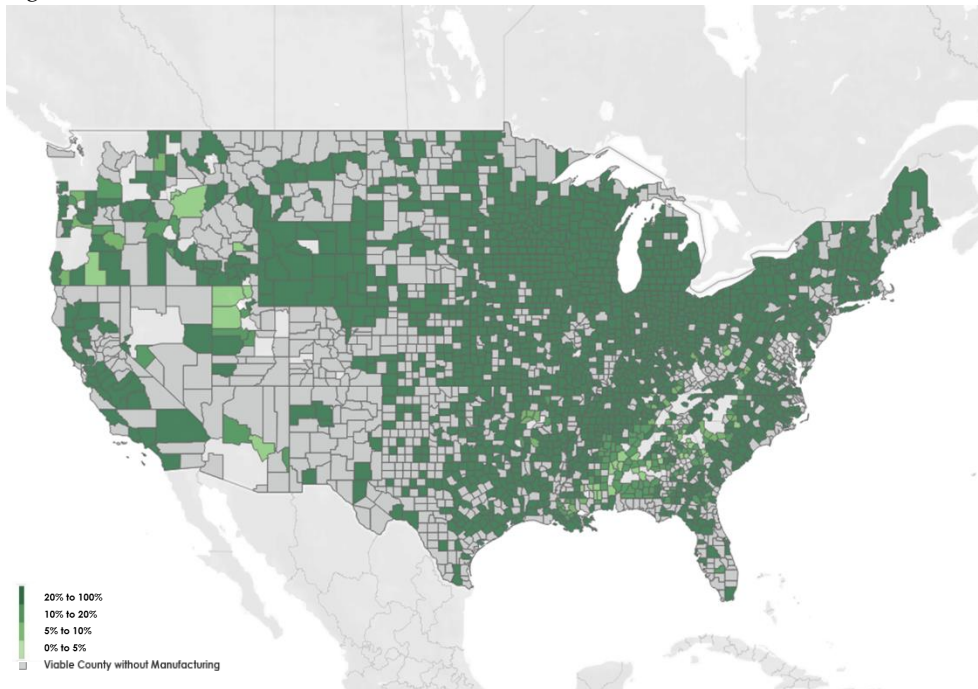 20% to 100%
10% to 20%
5% to 10%
0% to 5%
Viable County without Manufacturing